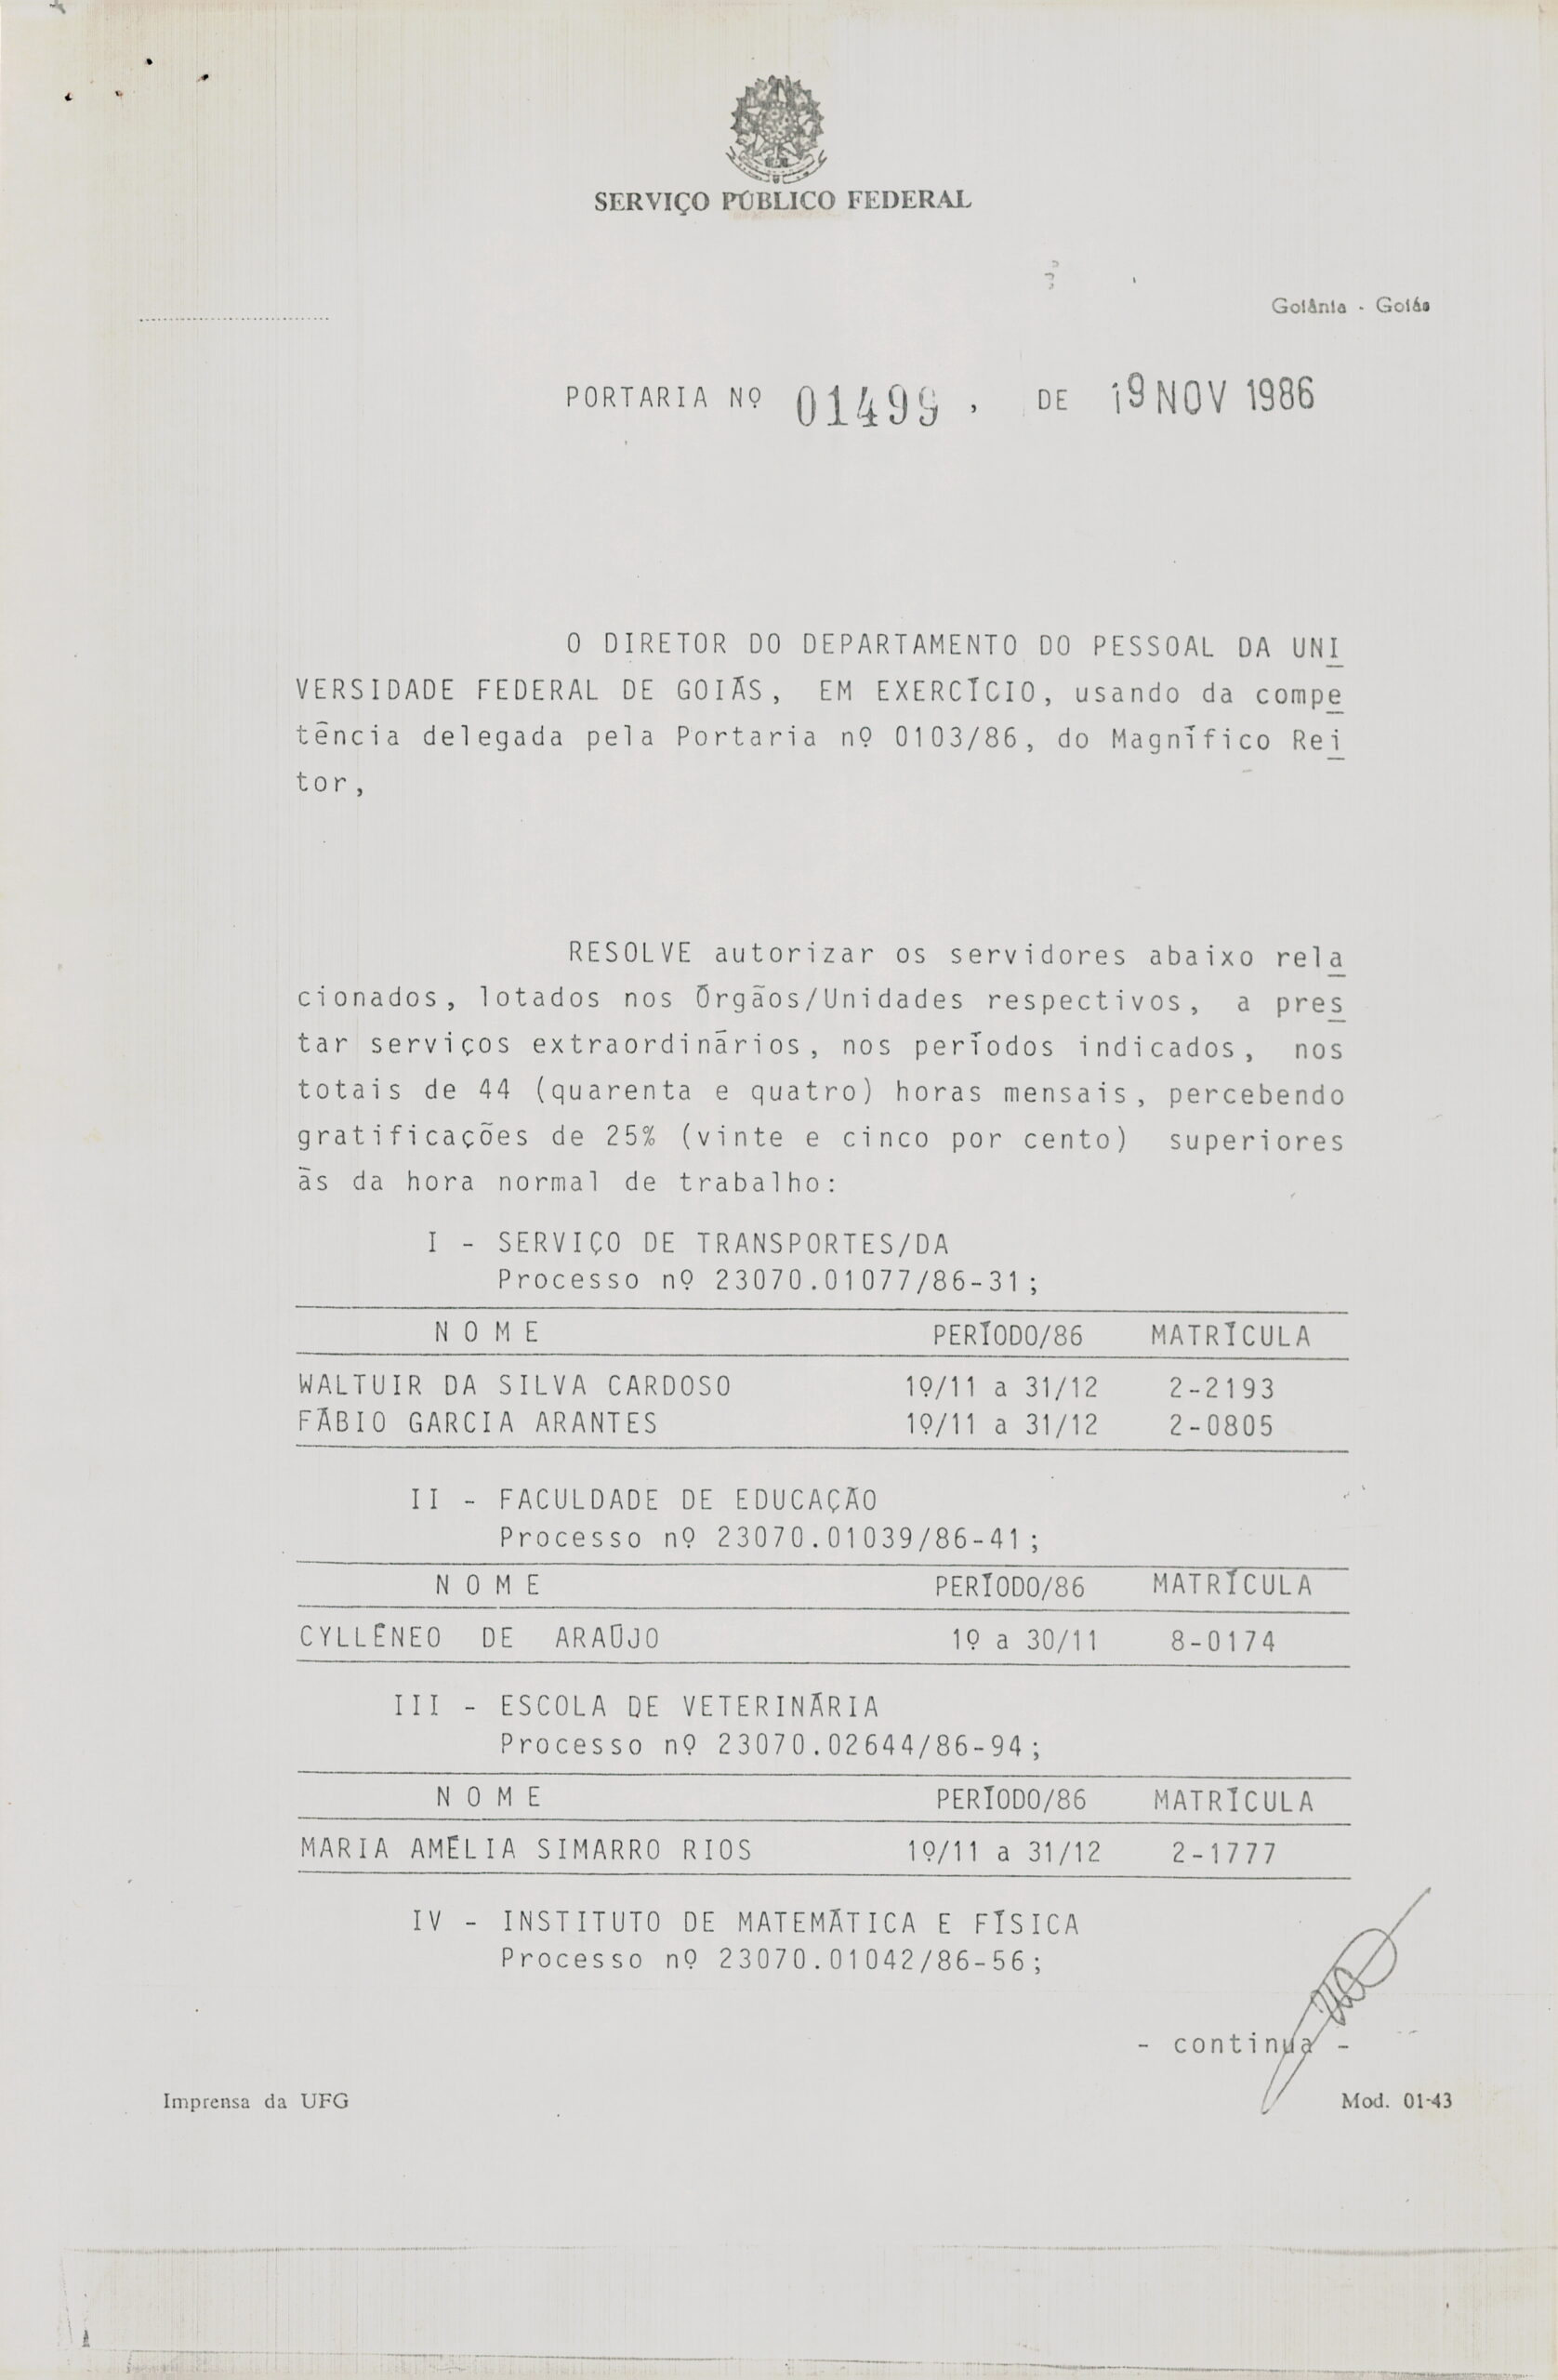 SERVIÇO PÚBLICO FEDERAL
Goiânia - Goiás
PORTARIA Nº 01499, DE 19 NOV 1986
O DIRETOR DO DEPARTAMENTO DO PESSOAL DA UNI
VERSIDADE FEDERAL DE GOIÁS, EM EXERCÍCIO, usando da compe
tência delegada pela Portaria nº 0103/86, do Magnífico Rei
tor,
RESOLVE autorizar os servidores abaixo rela
cionados, lotados nos Órgãos/Unidades respectivos, a pres
tar serviços extraordinários, nos períodos indicados, nos
totais de 44 (quarenta e quatro) horas mensais, percebendo
gratificações de 25% (vinte e cinco por cento) superiores
às da hora normal de trabalho:
I - SERVIÇO DE TRANSPORTES/DA
Processo nº 23070.01077/86-31;
N O M E PERÍODO/86 MATRÍCULA
WALTUIR DA SILVA CARDOSO 1º/11 a 31/12 2-2193
FÁBIO GARCIA ARANTES 1º/11 a 31/12 2-0805
II - FACULDADE DE EDUCAÇÃO
Processo nº 23070.01039/86-41;
N O M E PERÍODO/86 MATRÍCULA
CYLLÊNEO DE ARAÚJO 1º a 30/11 8-0174
III - ESCOLA DE VETERINÁRIA
Processo nº 23070.02644/86-94;
N O M E PERÍODO/86 MATRÍCULA
MARIA AMÉLIA SIMARRO RIOS 1º/11 a 31/12 2-1777
IV - INSTITUTO DE MATEMÁTICA E FÍSICA
Processo nº 23070.01042/86-56;
- continua -
Imprensa da UFG Mod. 01-43